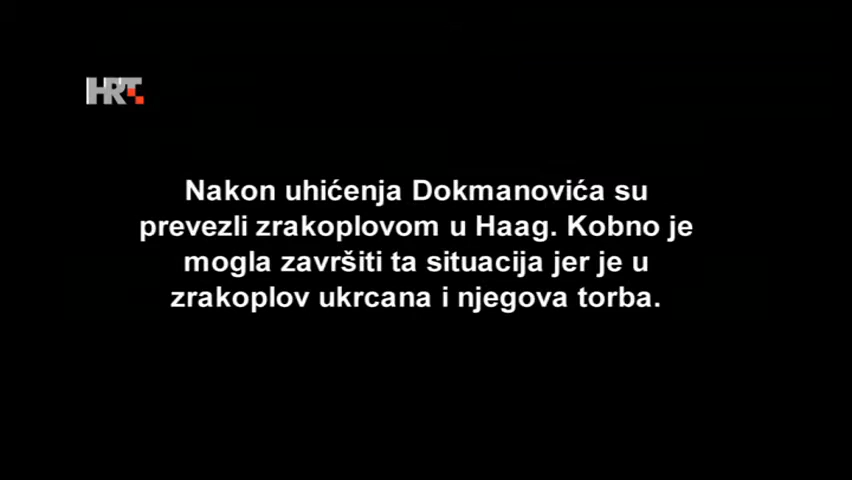 HRT
Nakon uhićenja Dokmanovića su
prevezli zrakoplovom u Haag. Kobno je
mogla završiti ta situacija jer je u
zrakoplov ukrcana i njegova torba.